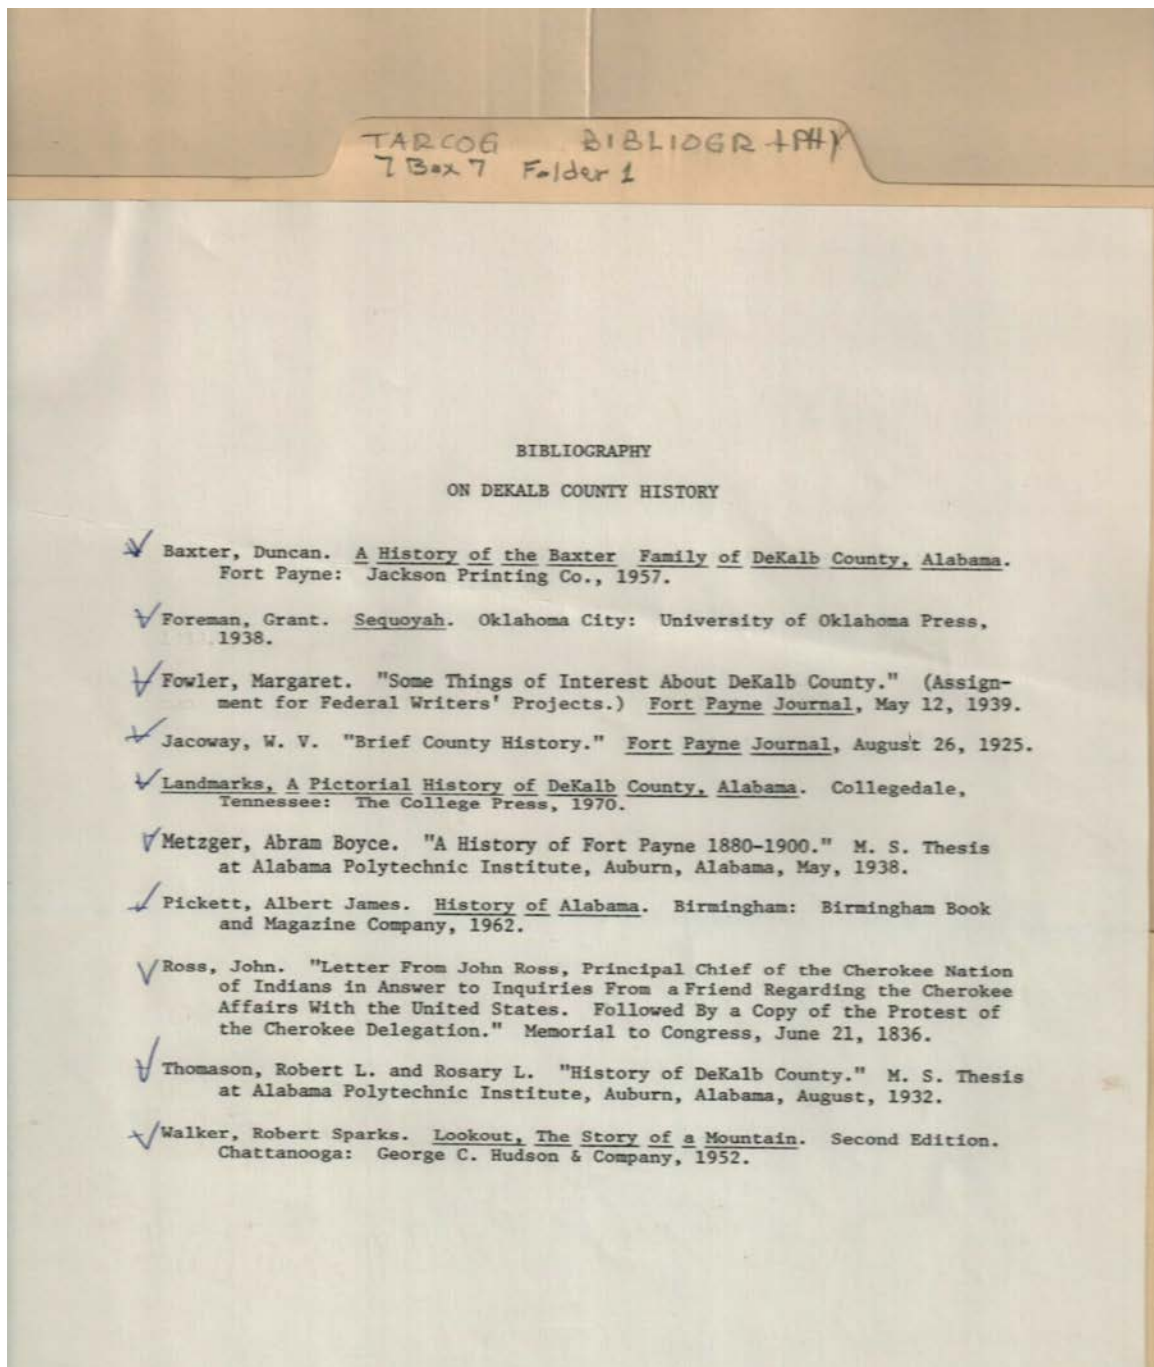 TARCOG BIBLIOGRAPHY
7 Box 7 Folder 1
BIBLIOGRAPHY
ON DEKALB COUNTY HISTORY
Baxter, Duncan. A History of the Baxter Family of DeKalb County, Alabama.
Fort Payne: Jackson Printing Co., 1957.
Foreman, Grant. Sequoyah. Oklahoma City: University of Oklahoma Press,
1938.
Fowler, Margaret. "Some Things of Interest About DeKalb County." (Assign-
ment for Federal Writers' Projects.) Fort Payne Journal, May 12, 1939.
Jacoway, W. V. "Brief County History." Fort Payne Journal, August 26, 1925.
Landmarks, A Pictorial History of DeKalb County, Alabama. Collegedale,
Tennessee: The College Press, 1970.
Metzger, Abram Boyce. "A History of Fort Payne 1880-1900." M. S. Thesis
at Alabama Polytechnic Institute, Auburn, Alabama, May, 1938.
Pickett, Albert James. History of Alabama. Birmingham: Birmingham Book
and Magazine Company, 1962.
Ross, John. "Letter From John Ross, Principal Chief of the Cherokee Nation
of Indians in Answer to Inquiries From a Friend Regarding the Cherokee
Affairs With the United States. Followed By a Copy of the Protest of
the Cherokee Delegation." Memorial to Congress, June 21, 1836.
Thomason, Robert L. and Rosary L. "History of DeKalb County." M. S. Thesis
at Alabama Polytechnic Institute, Auburn, Alabama, August, 1932.
Walker, Robert Sparks. Lookout, The Story of a Mountain. Second Edition.
Chattanooga: George C. Hudson & Company, 1952.